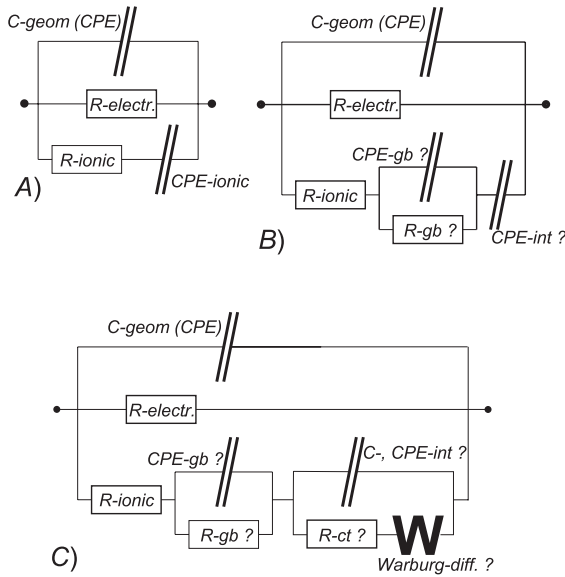 C-geom (CPE)
R-electr.
R-ionic
CPE-ionic
A)
C-geom (CPE)
R-electr.
CPE-gb ?
R-ionic
R-gb ?
CPE-int ?
B)
C-geom (CPE)
R-electr.
CPE-gb ?
C-, CPE-int ?
R-ionic
R-gb ?
R-ct ?
W
Warburg-diff. ?
C)